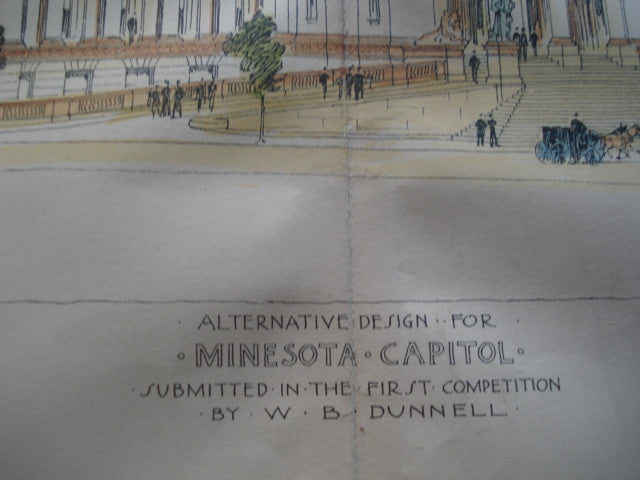 · ALTERNATIVE DESIGN · · FOR
· MINESOTA · CAPITOL ·
· SUBMITTED · IN · THE · FIRST · COMPETITION
· BY · W · B · DUNNELL ·